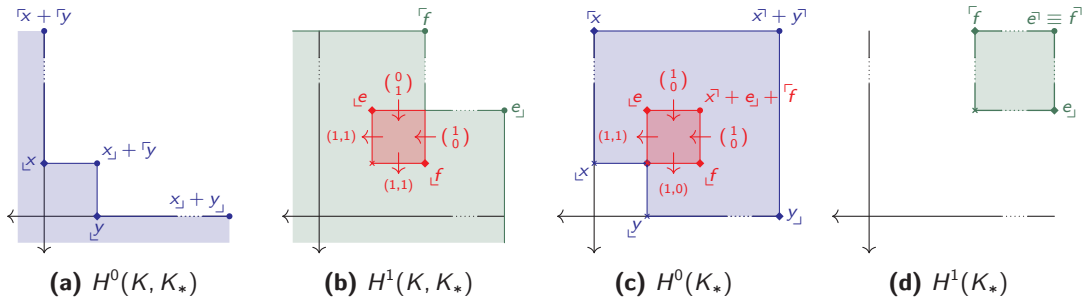 ⌜x + ⌜y
⌞x
x⌟ + ⌜y
x⌟ + y⌟
⌞y
(a) H⁰(K, K∗)
⌜f
(0 1)
⌞e
e⌟
(1,1)
(1 0)
⌞f
(1,1)
(b) H¹(K, K∗)
⌜x
x⌝ + y⌝
(1 0)
⌞e
x⌝ + e⌟ + ⌜f
(1,1)
(1 0)
⌞x
⌞f
(1,0)
⌞y
y⌟
(c) H⁰(K∗)
⌜f
e⌝ ≡ f⌝
e⌟
(d) H¹(K∗)